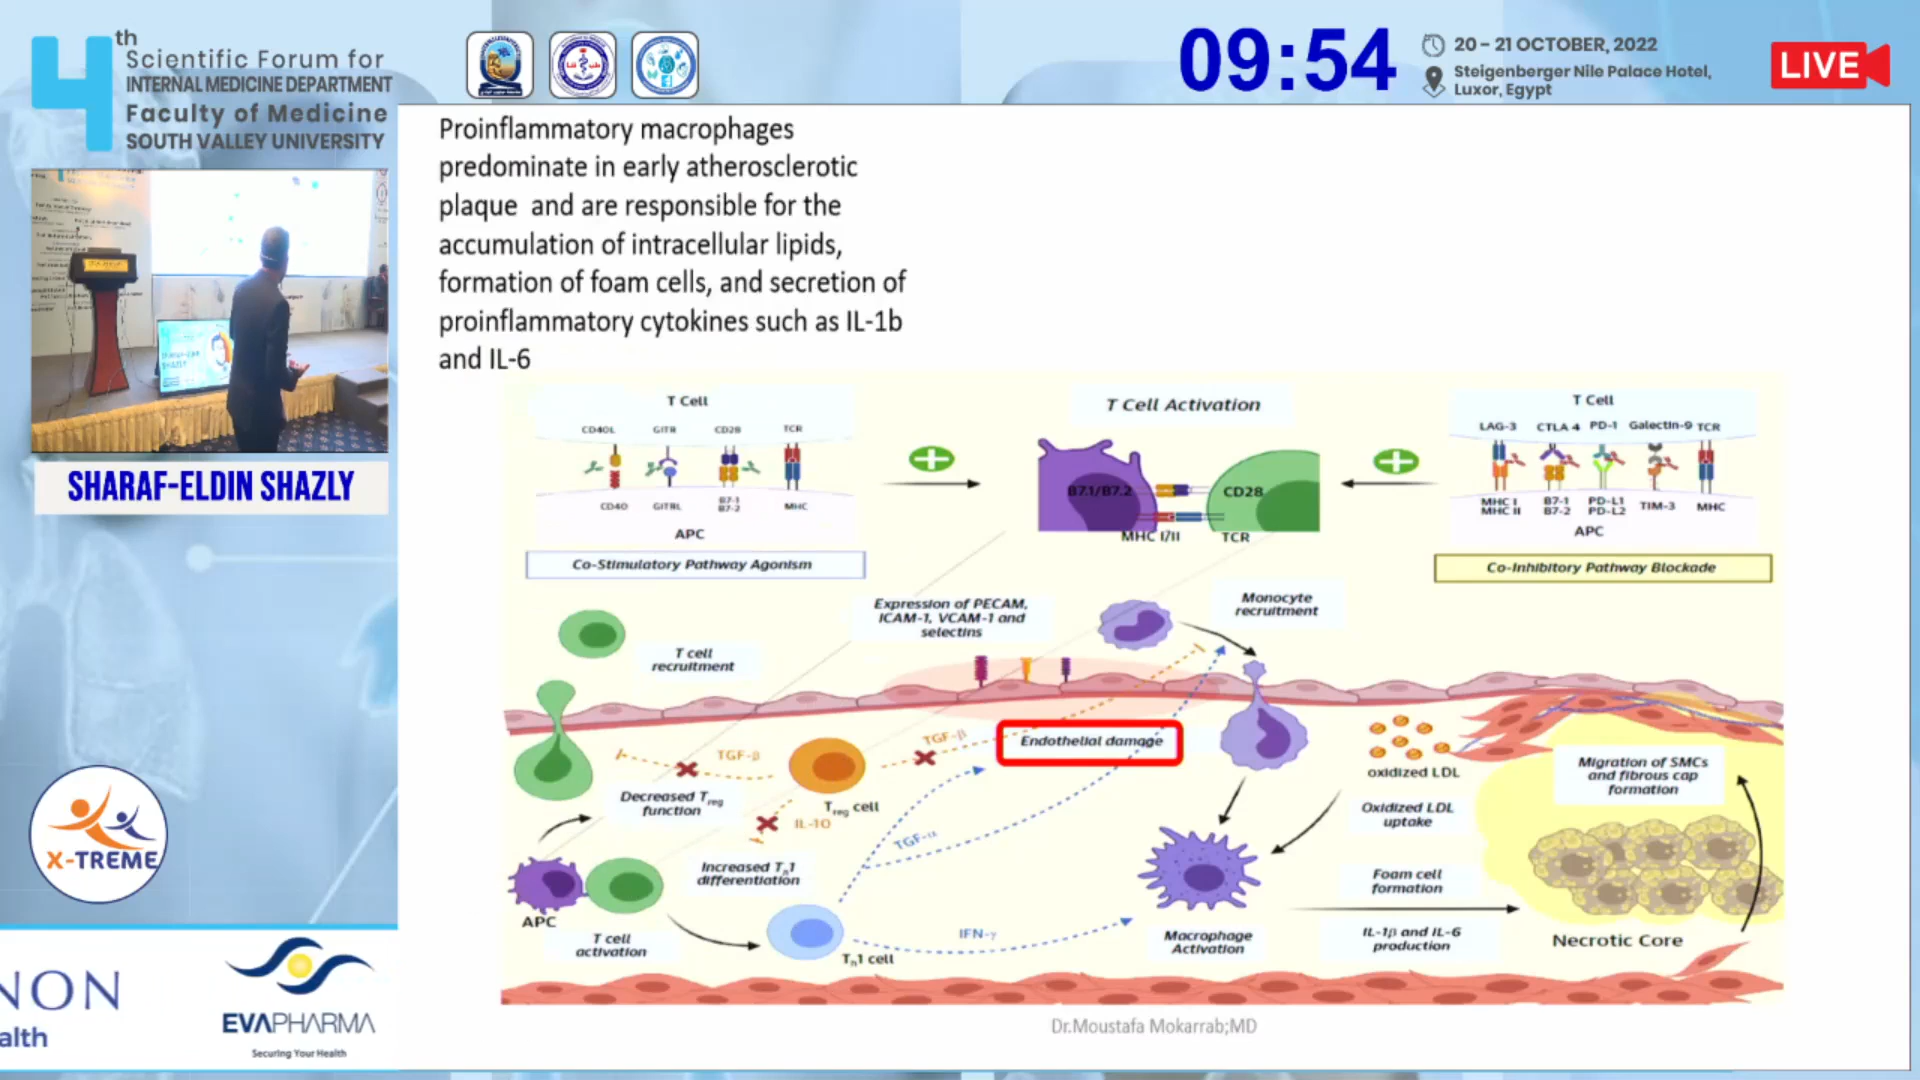 4th
Scientific Forum for
INTERNAL MEDICINE DEPARTMENT
Faculty of Medicine
SOUTH VALLEY UNIVERSITY
09:54
20 – 21 OCTOBER, 2022
Steigenberger Nile Palace Hotel,
Luxor, Egypt
LIVE
SHARAF-ELDIN SHAZLY
X-TREME
NON
alth
EVAPHARMA
Securing Your Health
Proinflammatory macrophages
predominate in early atherosclerotic
plaque and are responsible for the
accumulation of intracellular lipids,
formation of foam cells, and secretion of
proinflammatory cytokines such as IL-1b
and IL-6
T Cell
CD40L GITR CD28 TCR
CD40 GITRL B7-1 MHC
B7-2
APC
Co-Stimulatory Pathway Agonism
T Cell Activation
B7.1/B7.2
CD28
MHC I/II TCR
T Cell
LAG-3 CTLA 4 PD-1 Galectin-9 TCR
MHC I B7-1 PD-L1 TIM-3 MHC
MHC II B7-2 PD-L2
APC
Co-Inhibitory Pathway Blockade
Expression of PECAM,
ICAM-1, VCAM-1 and
selectins
Monocyte
recruitment
T cell
recruitment
TGF-β
TGF-β
Endothelial damage
Decreased Treg
function
Treg cell
IL-10
TGF-α
Increased Th1
differentiation
APC
T cell
activation
Th1 cell
IFN-γ
Macrophage
Activation
oxidized LDL
Oxidized LDL
uptake
Foam cell
formation
IL-1β and IL-6
production
Migration of SMCs
and fibrous cap
formation
Necrotic Core
Dr.Moustafa Mokarrab;MD